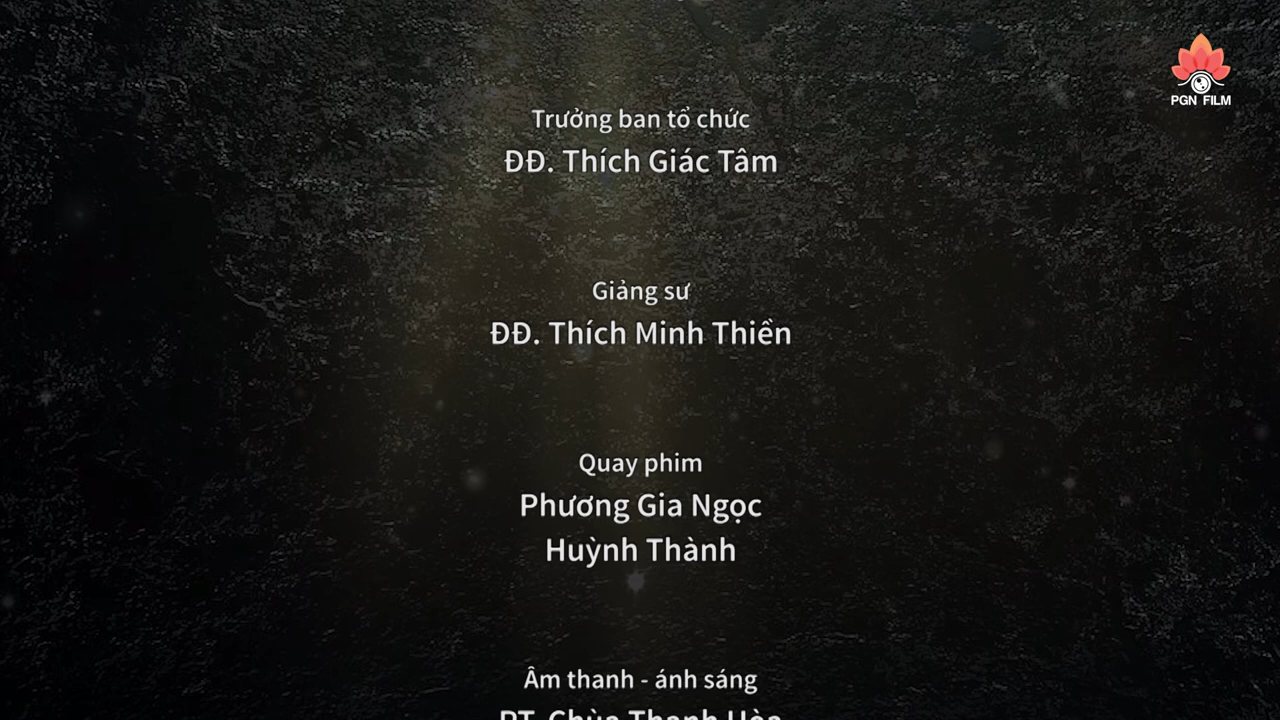 PGN FILM
Trưởng ban tổ chức
ĐĐ. Thích Giác Tâm
Giảng sư
ĐĐ. Thích Minh Thiền
Quay phim
Phương Gia Ngọc
Huỳnh Thành
Âm thanh - ánh sáng